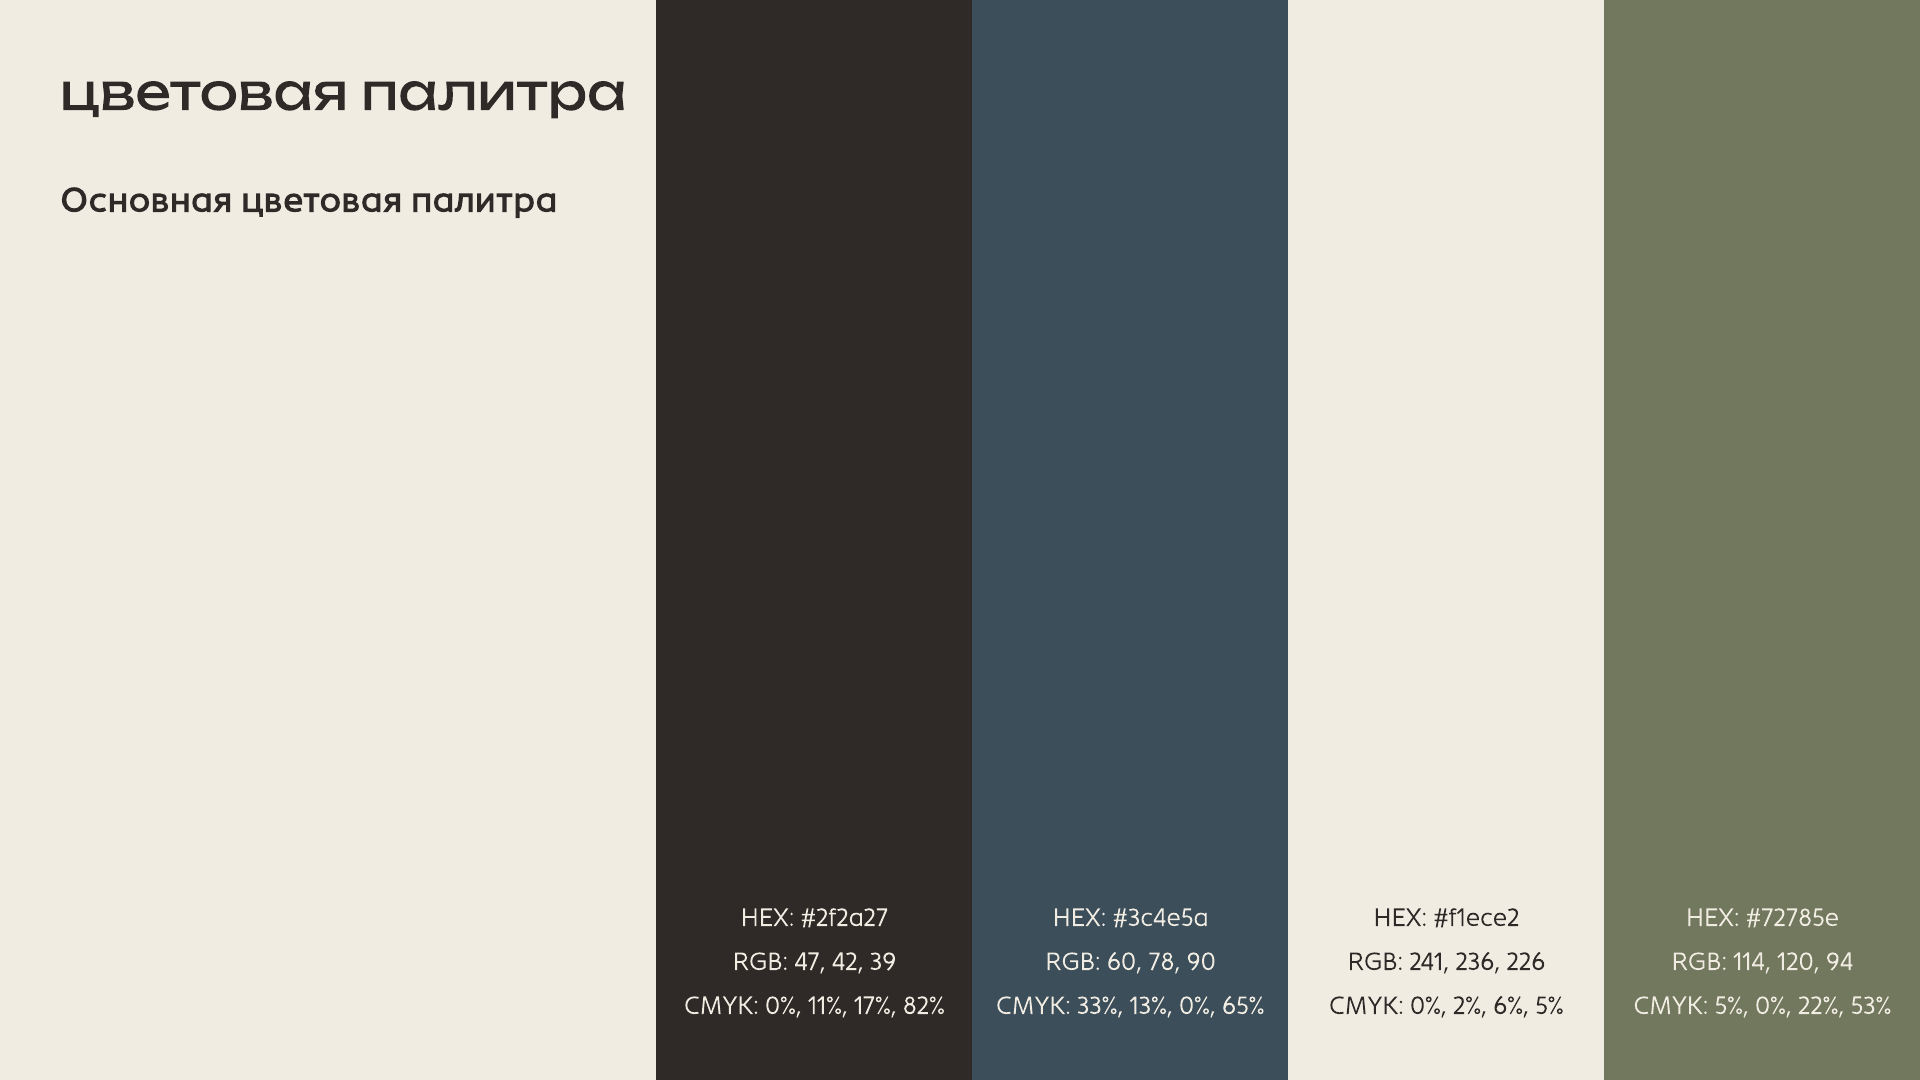 цветовая палитра
Основная цветовая палитра
HEX: #2f2a27
RGB: 47, 42, 39
CMYK: 0%, 11%, 17%, 82%
HEX: #3c4e5a
RGB: 60, 78, 90
CMYK: 33%, 13%, 0%, 65%
HEX: #f1ece2
RGB: 241, 236, 226
CMYK: 0%, 2%, 6%, 5%
HEX: #72785e
RGB: 114, 120, 94
CMYK: 5%, 0%, 22%, 53%